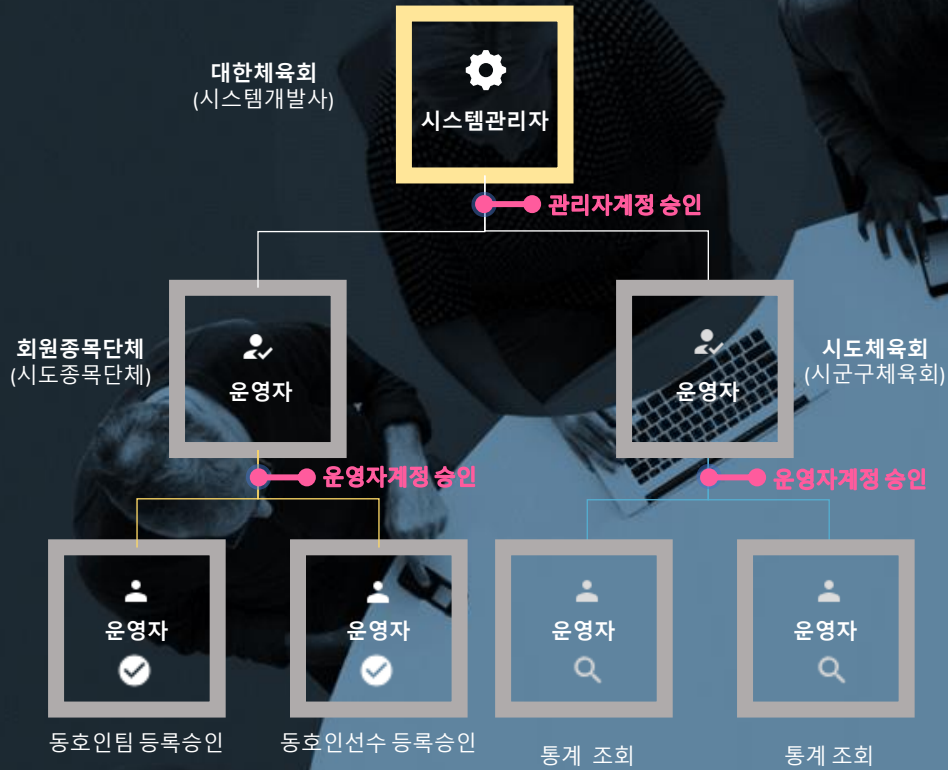 대한체육회
(시스템개발사)
시스템관리자
관리자계정 승인
회원종목단체
(시도종목단체)
운영자
운영자
시도체육회
(시군구체육회)
운영자계정 승인
운영자계정 승인
운영자
운영자
운영자
운영자
동호인팀 등록승인
동호인선수 등록승인
통계 조회
통계 조회